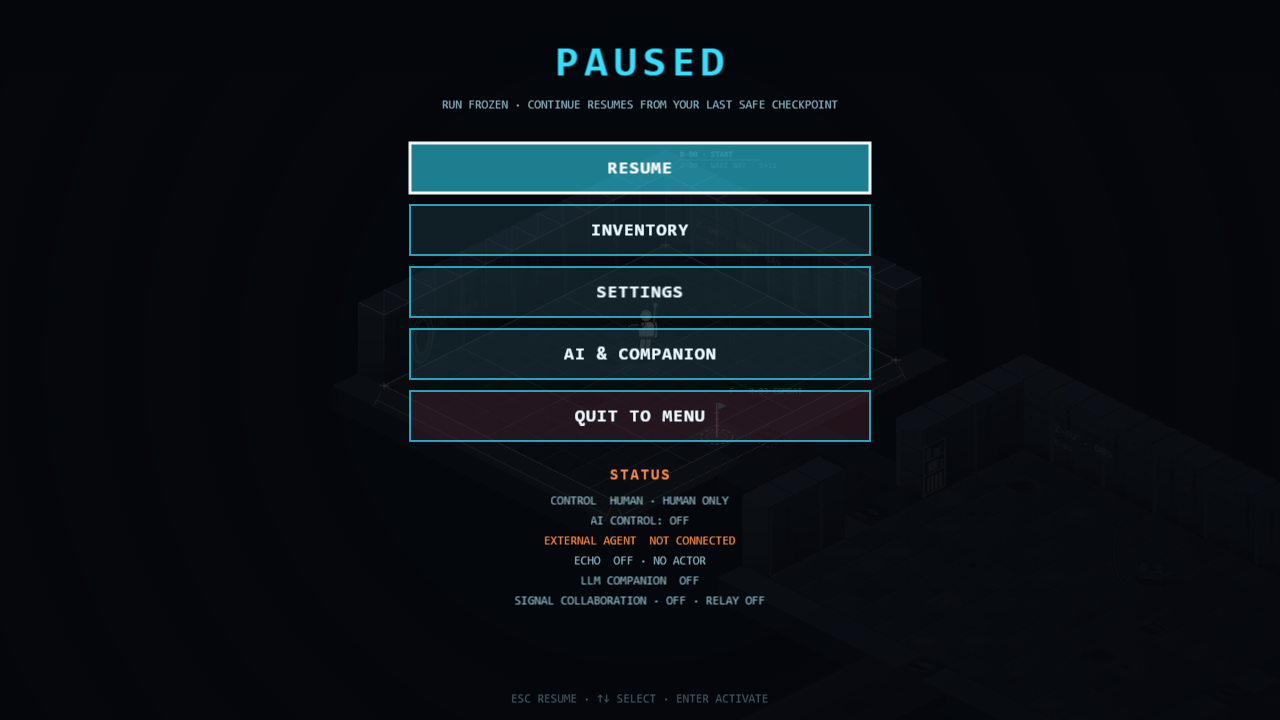 PAUSED
RUN FROZEN · CONTINUE RESUMES FROM YOUR LAST SAFE CHECKPOINT
RESUME
INVENTORY
SETTINGS
AI & COMPANION
QUIT TO MENU
STATUS
CONTROL  HUMAN · HUMAN ONLY
AI CONTROL: OFF
EXTERNAL AGENT  NOT CONNECTED
ECHO  OFF · NO ACTOR
LLM COMPANION  OFF
SIGNAL COLLABORATION · OFF · RELAY OFF
ESC RESUME · ↑↓ SELECT · ENTER ACTIVATE